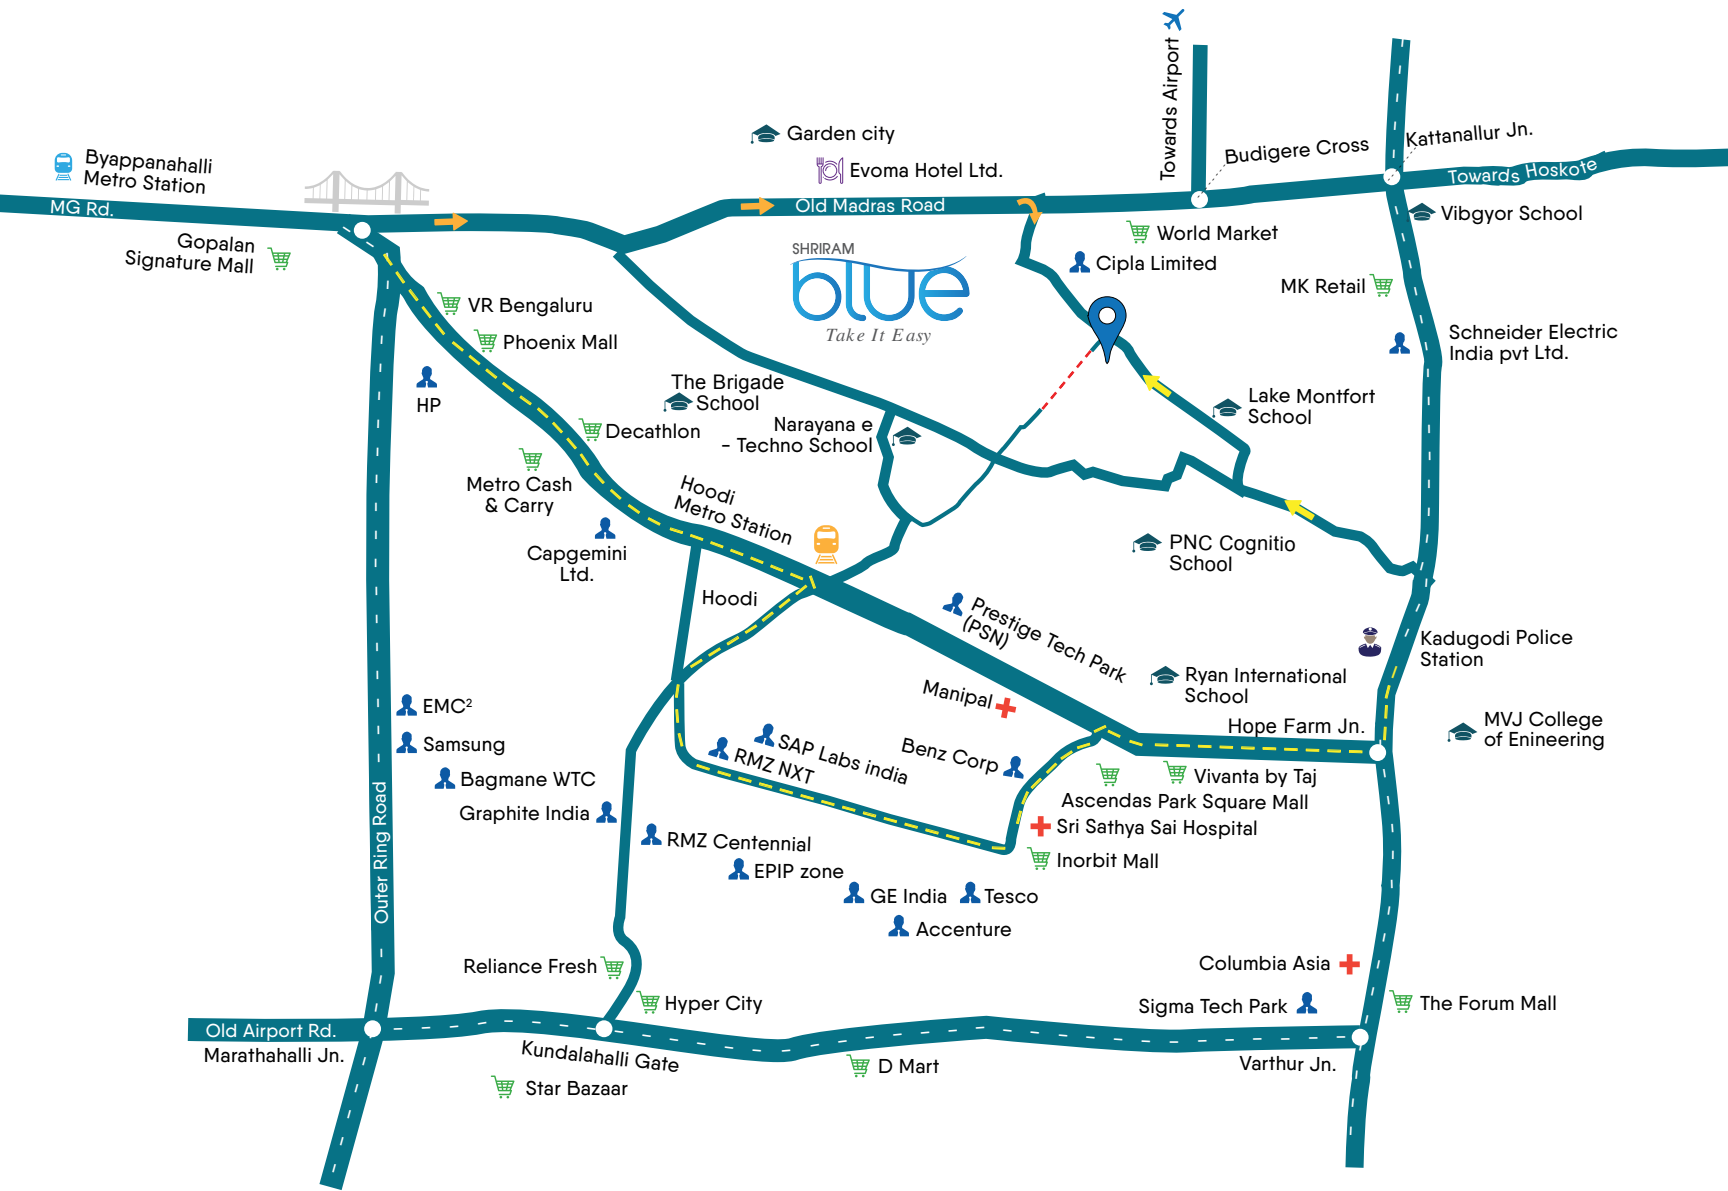 Towards Airport
Garden city
Kattanallur Jn.
Budigere Cross
Byappanahalli
Metro Station
Evoma Hotel Ltd.
Towards Hoskote
MG Rd.
Old Madras Road
Vibgyor School
Gopalan
Signature Mall
World Market
SHRIRAM
blue
Take It Easy
Cipla Limited
MK Retail
VR Bengaluru
Phoenix Mall
Schneider Electric
India pvt Ltd.
HP
The Brigade
School
Lake Montfort
School
Decathlon
Narayana e
- Techno School
Metro Cash
& Carry
Hoodi
Metro Station
Capgemini
Ltd.
PNC Cognitio
School
Hoodi
Prestige Tech Park
(PSN)
Kadugodi Police
Station
Ryan International
School
Manipal
EMC²
Hope Farm Jn.
MVJ College
of Enineering
Samsung
SAP Labs india
RMZ NXT
Benz Corp
Bagmane WTC
Vivanta by Taj
Ascendas Park Square Mall
Graphite India
Sri Sathya Sai Hospital
RMZ Centennial
Inorbit Mall
EPIP zone
Outer Ring Road
GE India
Tesco
Accenture
Reliance Fresh
Columbia Asia
Hyper City
Sigma Tech Park
The Forum Mall
Old Airport Rd.
Marathahalli Jn.
Kundalahalli Gate
D Mart
Varthur Jn.
Star Bazaar